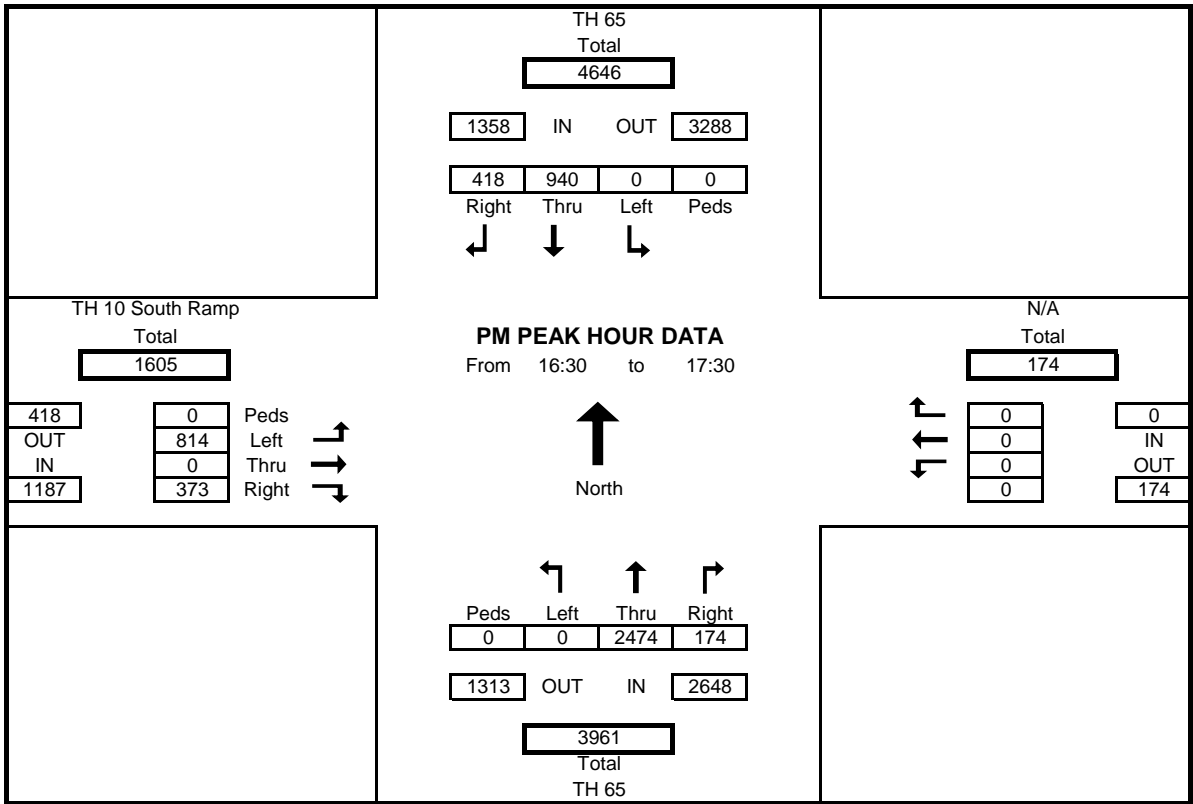 TH 65
Total
4646
1358 IN OUT 3288
418 940 0 0
Right Thru Left Peds
TH 10 South Ramp
Total
1605
418 0 Peds
OUT 814 Left
IN 0 Thru
1187 373 Right
PM PEAK HOUR DATA
From 16:30 to 17:30
North
N/A
Total
174
0 0
0 IN
0 OUT
0 174
Peds Left Thru Right
0 0 2474 174
1313 OUT IN 2648
3961
Total
TH 65